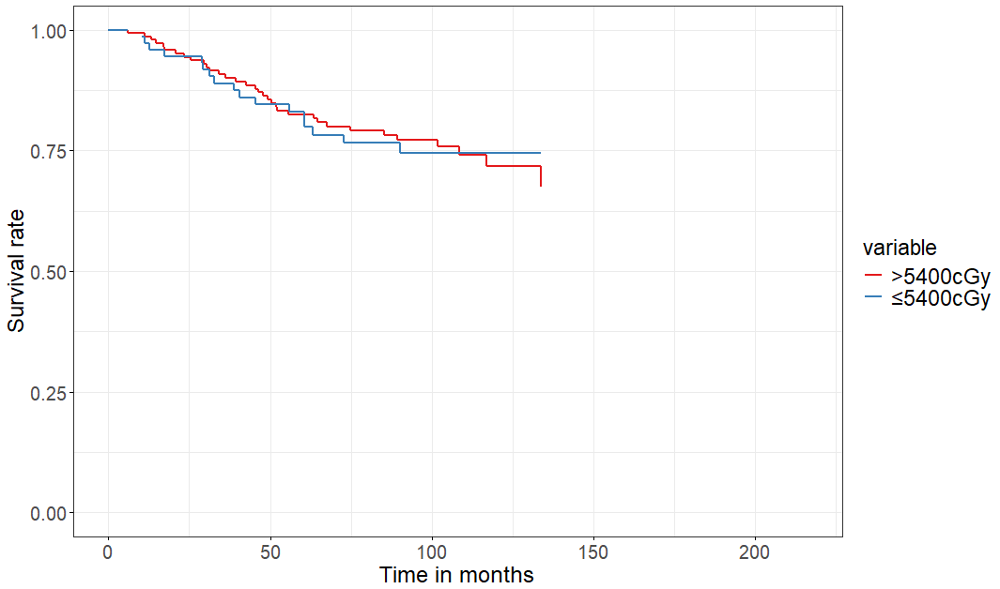 1.00
0.75
0.50
0.25
0.00
Survival rate
0 50 100 150 200
Time in months
variable
>5400cGy
≤5400cGy